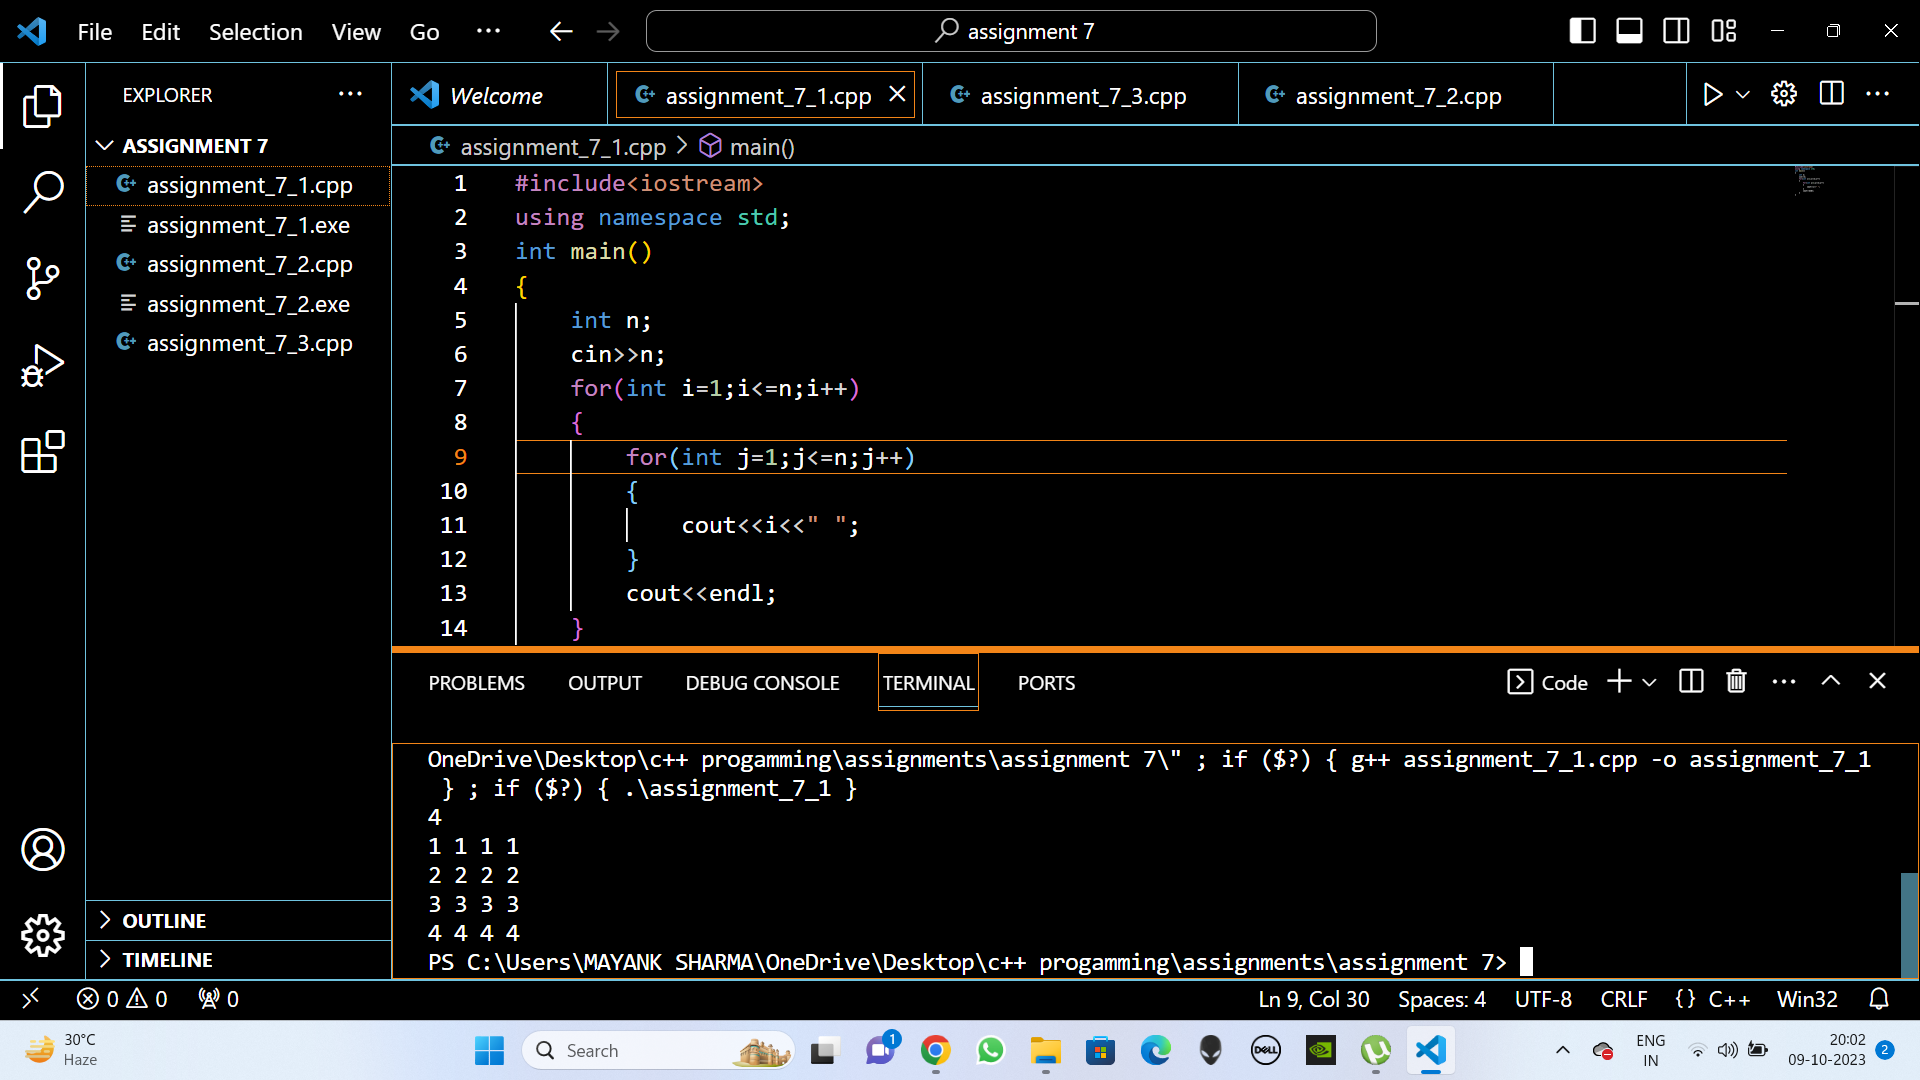 File Edit Selection View Go ... assignment 7
EXPLORER ...
ASSIGNMENT 7
assignment_7_1.cpp
assignment_7_1.exe
assignment_7_2.cpp
assignment_7_2.exe
assignment_7_3.cpp
OUTLINE
TIMELINE
Welcome assignment_7_1.cpp assignment_7_3.cpp assignment_7_2.cpp
assignment_7_1.cpp > main()
1 #include<iostream>
2 using namespace std;
3 int main()
4 {
5 int n;
6 cin>>n;
7 for(int i=1;i<=n;i++)
8 {
9 for(int j=1;j<=n;j++)
10 {
11 cout<<i<<" ";
12 }
13 cout<<endl;
14 }
PROBLEMS OUTPUT DEBUG CONSOLE TERMINAL PORTS Code
OneDrive\Desktop\c++ progamming\assignments\assignment 7\" ; if ($?) { g++ assignment_7_1.cpp -o assignment_7_1
} ; if ($?) { .\assignment_7_1 }
4
1 1 1 1
2 2 2 2
3 3 3 3
4 4 4 4
PS C:\Users\MAYANK SHARMA\OneDrive\Desktop\c++ progamming\assignments\assignment 7>
0 0 0 Ln 9, Col 30 Spaces: 4 UTF-8 CRLF {} C++ Win32
30°C
Haze
Search
1
DELL
ENG
IN
20:02
09-10-2023
2